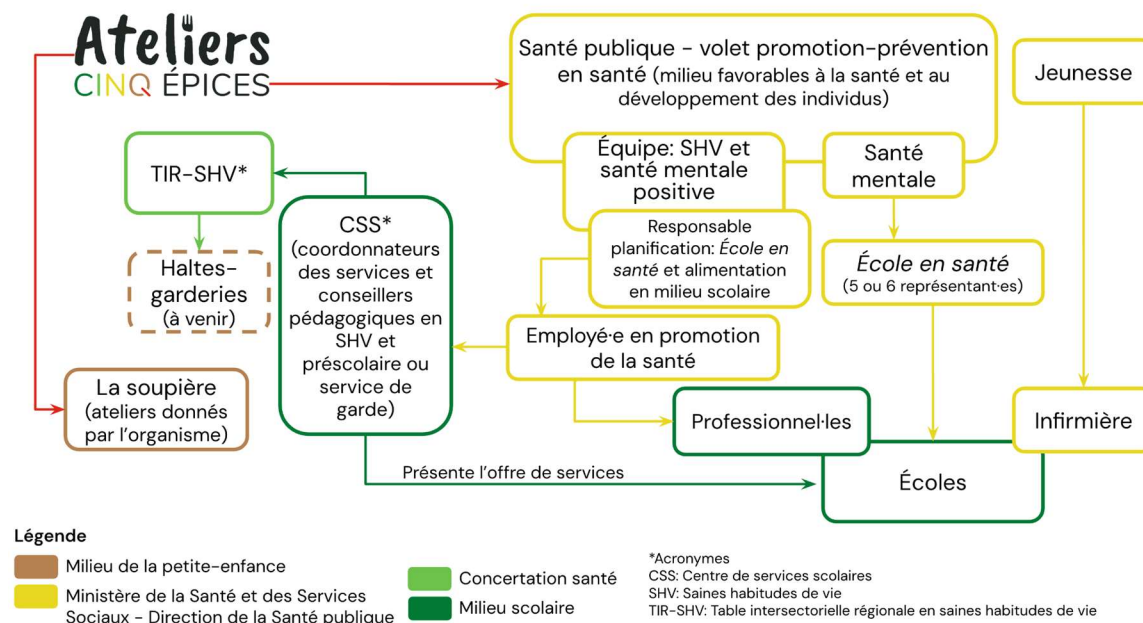 Ateliers
CINQ ÉPICES
Santé publique - volet promotion-prévention
en santé (milieu favorables à la santé et au
développement des individus)
Jeunesse
TIR-SHV*
Équipe: SHV et
santé mentale
positive
Santé
mentale
CSS*
(coordonnateurs
des services et
conseillers
pédagogiques en
SHV et
préscolaire ou
service de
garde)
Responsable
planification: École en
santé et alimentation
en milieu scolaire
École en santé
(5 ou 6 représentant·es)
Haltes-
garderies
(à venir)
Employé·e en promotion
de la santé
La soupière
(ateliers donnés
par l'organisme)
Professionnel·les
Infirmière
Présente l'offre de services
Écoles
Légende
Milieu de la petite-enfance
Ministère de la Santé et des Services
Sociaux - Direction de la Santé publique
Concertation santé
Milieu scolaire
*Acronymes
CSS: Centre de services scolaires
SHV: Saines habitudes de vie
TIR-SHV: Table intersectorielle régionale en saines habitudes de vie